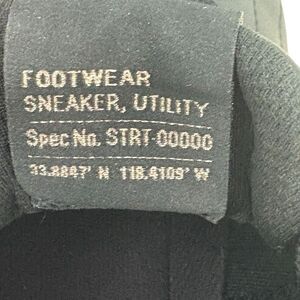 FOOTWEAR
SNEAKER, UTILITY
Spec No. STRT-00000
33.8847° N 118.4109° W